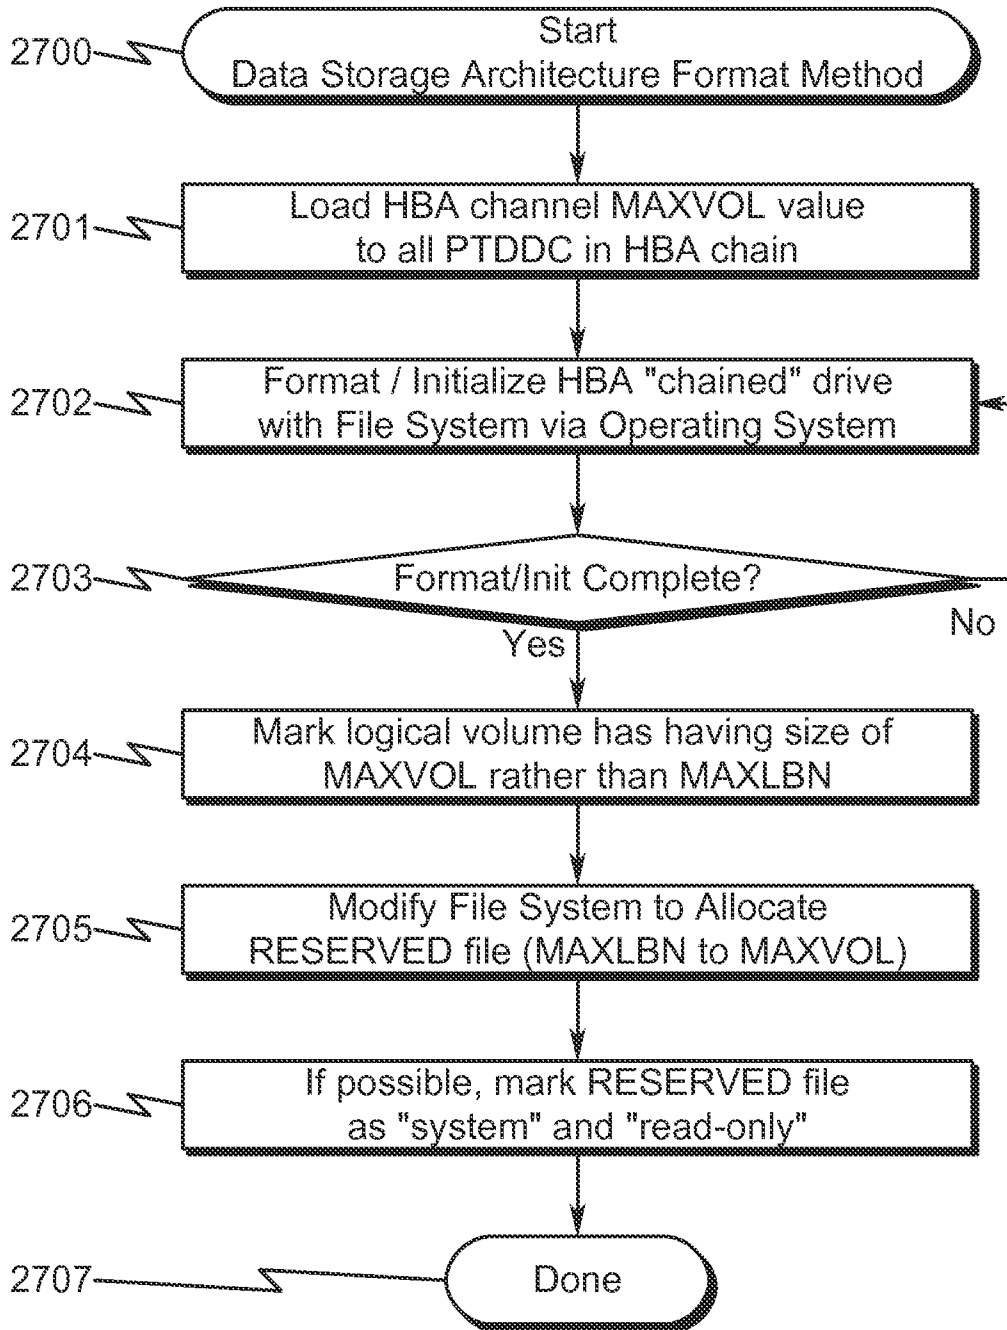 2700
Start
Data Storage Architecture Format Method
2701
Load HBA channel MAXVOL value
to all PTDDC in HBA chain
2702
Format / Initialize HBA "chained" drive
with File System via Operating System
2703
Format/Init Complete?
No
Yes
2704
Mark logical volume has having size of
MAXVOL rather than MAXLBN
2705
Modify File System to Allocate
RESERVED file (MAXLBN to MAXVOL)
2706
If possible, mark RESERVED file
as "system" and "read-only"
2707
Done